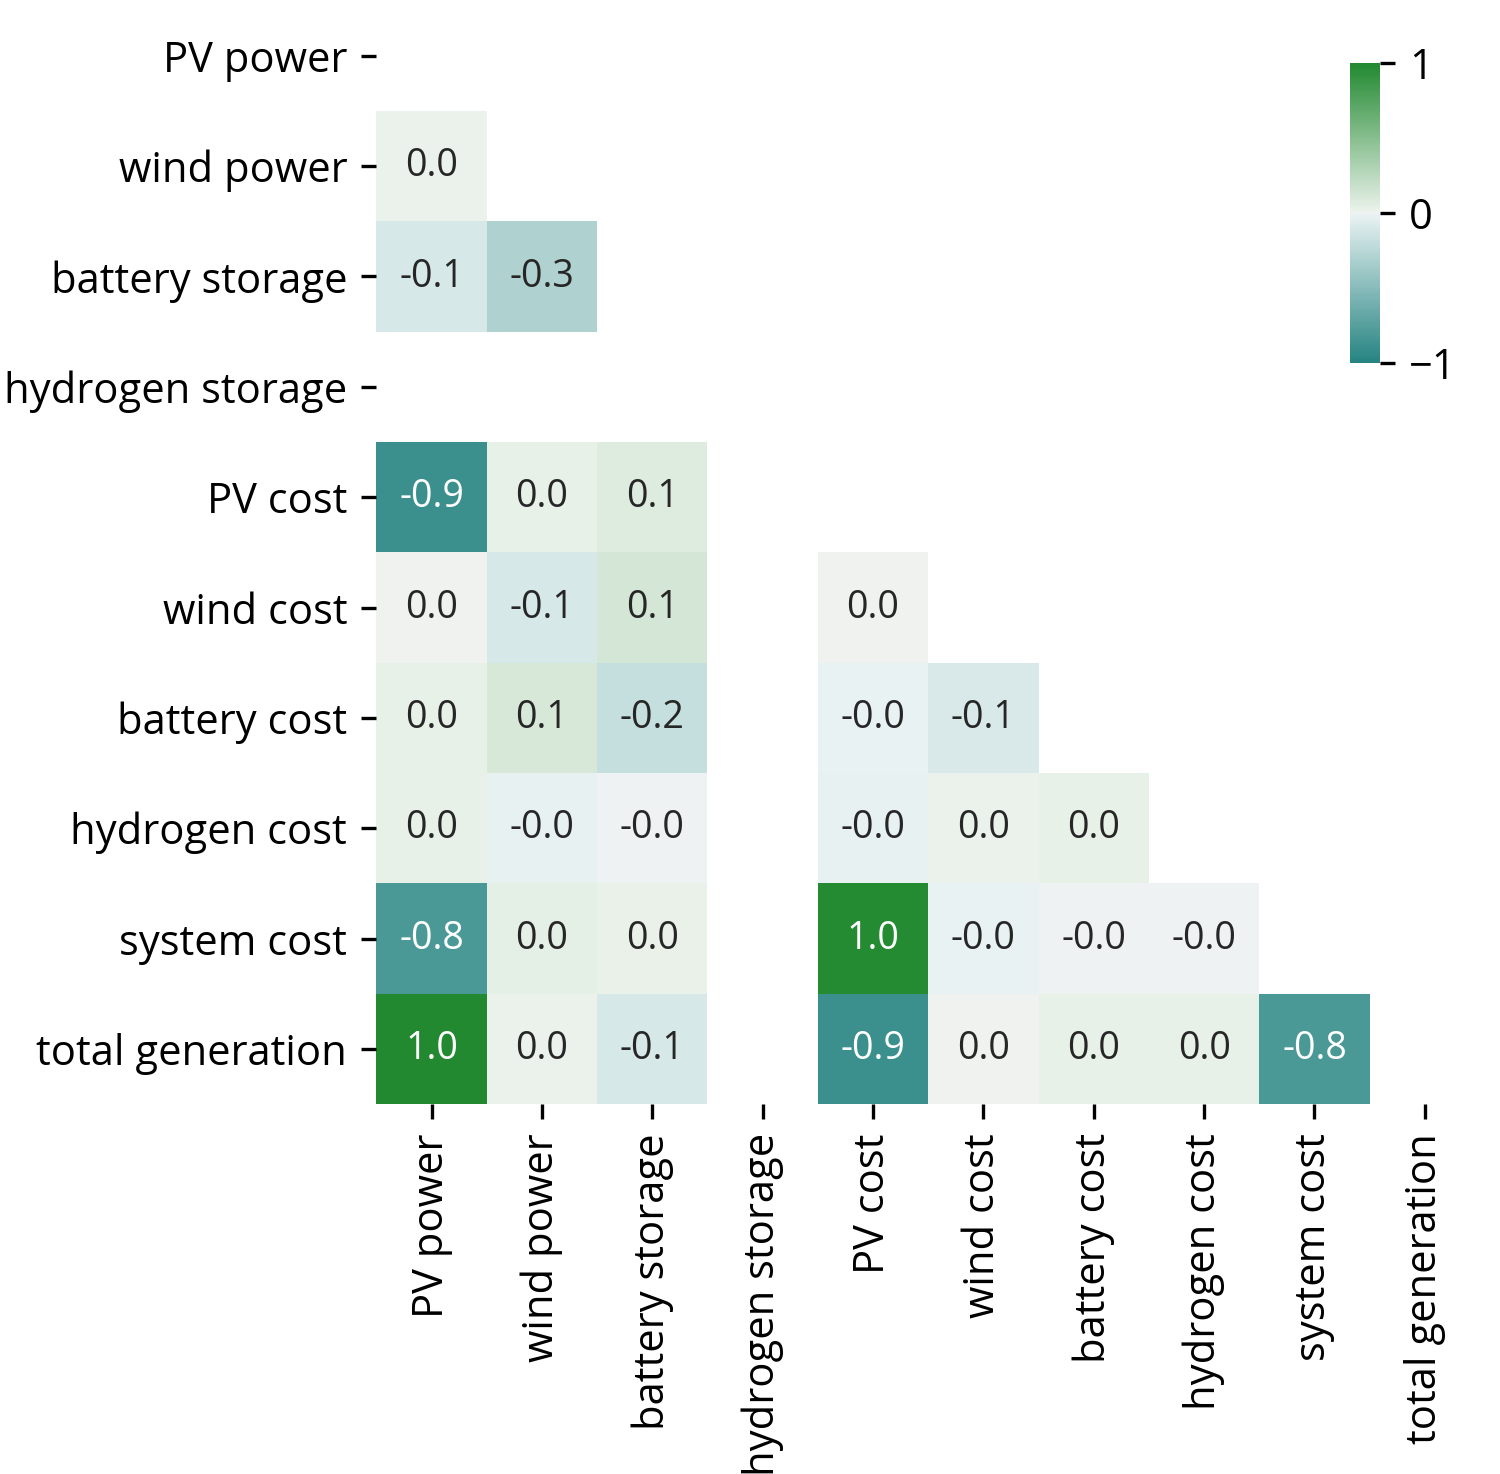 PV power
1
wind power 0.0
0
battery storage -0.1 -0.3
−1
hydrogen storage
PV cost -0.9 0.0 0.1
wind cost 0.0 -0.1 0.1 0.0
battery cost 0.0 0.1 -0.2 -0.0 -0.1
hydrogen cost 0.0 -0.0 -0.0 -0.0 0.0 0.0
system cost -0.8 0.0 0.0 1.0 -0.0 -0.0 -0.0
total generation 1.0 0.0 -0.1 -0.9 0.0 0.0 0.0 -0.8
PV power
wind power
battery storage
hydrogen storage
PV cost
wind cost
battery cost
hydrogen cost
system cost
total generation